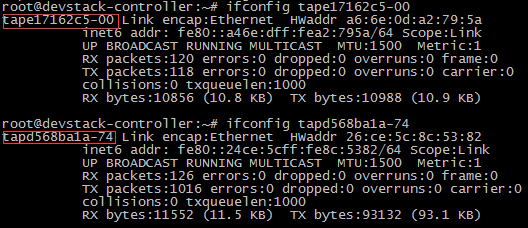 root@devstack-controller:~# ifconfig tape17162c5-00
tape17162c5-00 Link encap:Ethernet  HWaddr a6:6e:0d:a2:79:5a
inet6 addr: fe80::a46e:dff:fea2:795a/64 Scope:Link
UP BROADCAST RUNNING MULTICAST  MTU:1500  Metric:1
RX packets:120 errors:0 dropped:0 overruns:0 frame:0
TX packets:118 errors:0 dropped:0 overruns:0 carrier:0
collisions:0 txqueuelen:1000
RX bytes:10856 (10.8 KB)  TX bytes:10988 (10.9 KB)
root@devstack-controller:~# ifconfig tapd568ba1a-74
tapd568ba1a-74 Link encap:Ethernet  HWaddr 26:ce:5c:8c:53:82
inet6 addr: fe80::24ce:5cff:fe8c:5382/64 Scope:Link
UP BROADCAST RUNNING MULTICAST  MTU:1500  Metric:1
RX packets:126 errors:0 dropped:0 overruns:0 frame:0
TX packets:1016 errors:0 dropped:0 overruns:0 carrier:0
collisions:0 txqueuelen:1000
RX bytes:11552 (11.5 KB)  TX bytes:93132 (93.1 KB)